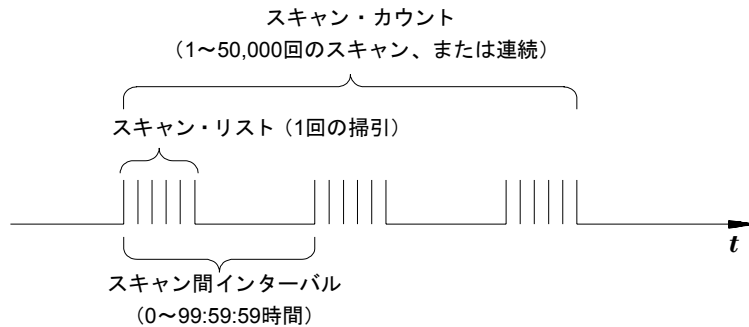 スキャン・カウント
（1～50,000回のスキャン、または連続）
スキャン・リスト（1回の掃引）
t
スキャン間インターバル
（0～99:59:59時間）